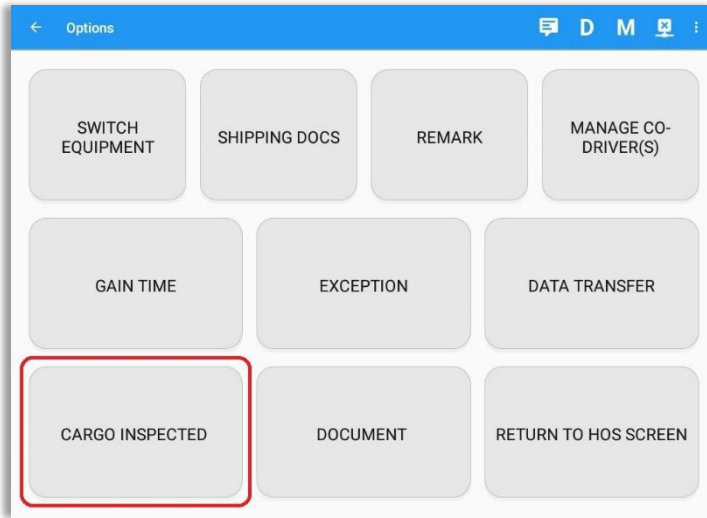 Options
D M
SWITCH
EQUIPMENT
SHIPPING DOCS
REMARK
MANAGE CO-
DRIVER(S)
GAIN TIME
EXCEPTION
DATA TRANSFER
CARGO INSPECTED
DOCUMENT
RETURN TO HOS SCREEN